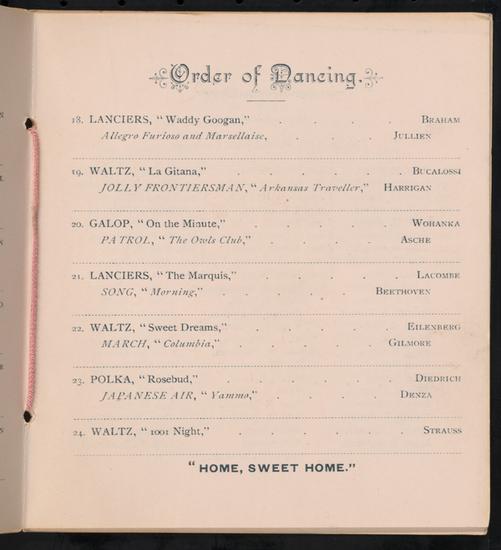 Order of Dancing.
18. LANCIERS, "Waddy Googan," . . . . BRAHAM
Allegro Furioso and Marsellaise, . . . JULLIEN
19. WALTZ, "La Gitana," . . . . . BUCALOSSI
JOLLY FRONTIERSMAN, "Arkansas Traveller," HARRIGAN
20. GALOP, "On the Minute," . . . . WOHANKA
PATROL, "The Owls Club," . . . . ASCHE
21. LANCIERS, "The Marquis," . . . . LACOMBE
SONG, "Morning," . . . . . BEETHOVEN
22. WALTZ, "Sweet Dreams," . . . . EILENBERG
MARCH, "Columbia," . . . . . GILMORE
23. POLKA, "Rosebud," . . . . . DIEDRICH
JAPANESE AIR, "Yammo," . . . . DENZA
24. WALTZ, "1001 Night," . . . . . STRAUSS
"HOME, SWEET HOME."